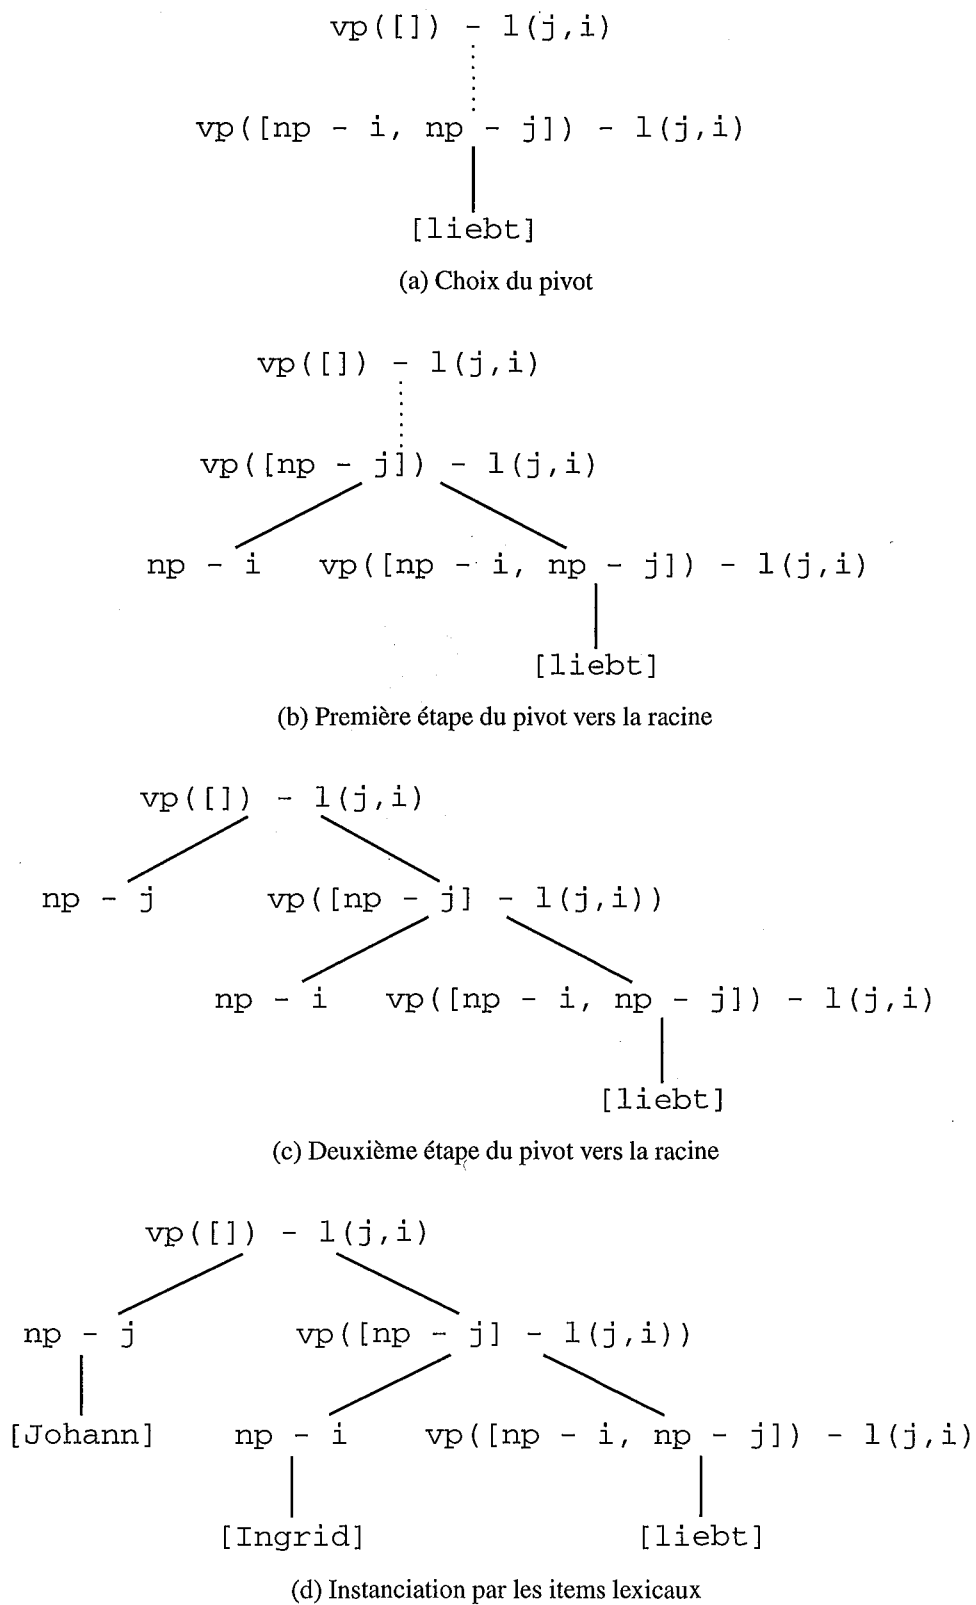 vp([]) - l(j,i)
vp([np - i, np - j]) - l(j,i)
[liebt]
(a) Choix du pivot
vp([]) - l(j,i)
vp([np - j]) - l(j,i)
np - i vp([np - i, np - j]) - l(j,i)
[liebt]
(b) Première étape du pivot vers la racine
vp([]) - l(j,i)
np - j vp([np - j] - l(j,i))
np - i vp([np - i, np - j]) - l(j,i)
[liebt]
(c) Deuxième étape du pivot vers la racine
vp([]) - l(j,i)
np - j vp([np - j] - l(j,i))
[Johann] np - i vp([np - i, np - j]) - l(j,i)
[Ingrid] [liebt]
(d) Instanciation par les items lexicaux